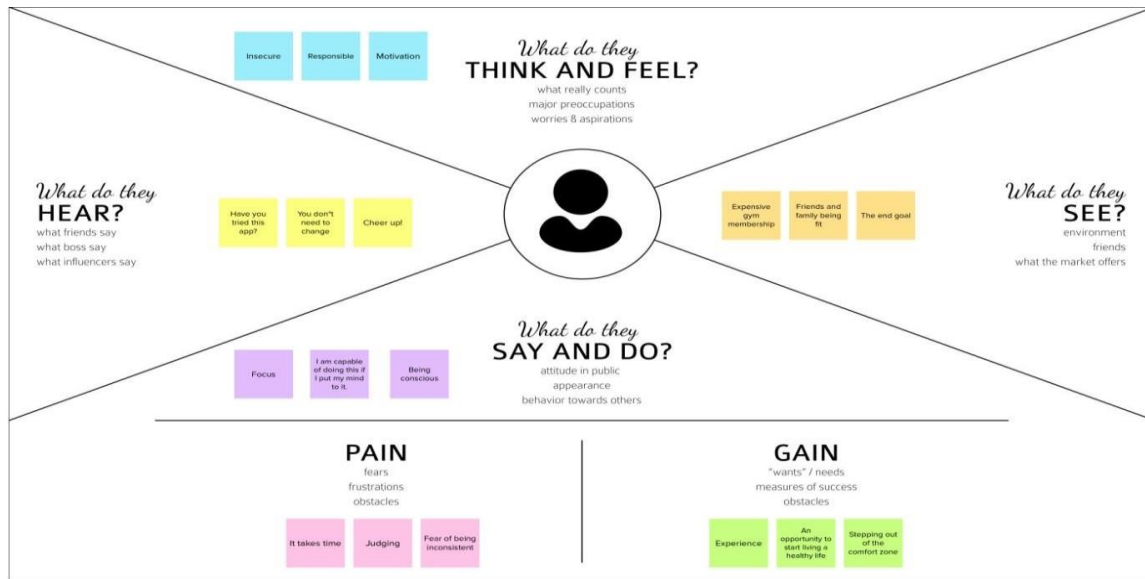 Insecure
Responsible
Motivation
What do they
THINK AND FEEL?
what really counts
major preoccupations
worries & aspirations
What do they
HEAR?
what friends say
what boss say
what influencers say
Have you
tried this
app?
You don't
need to
change
Cheer up!
Expensive
gym
membership
Friends and
family being
fit
The end goal
What do they
SEE?
environment
friends
what the market offers
What do they
SAY AND DO?
attitude in public
appearance
behavior towards others
Focus
I am capable
of doing this if
I put my mind
to it.
Being
conscious
PAIN
fears
frustrations
obstacles
It takes time
Judging
Fear of being
inconsistent
GAIN
"wants" / needs
measures of success
obstacles
Experience
An
opportunity to
start living a
healthy life
Stepping out
of the
comfort zone